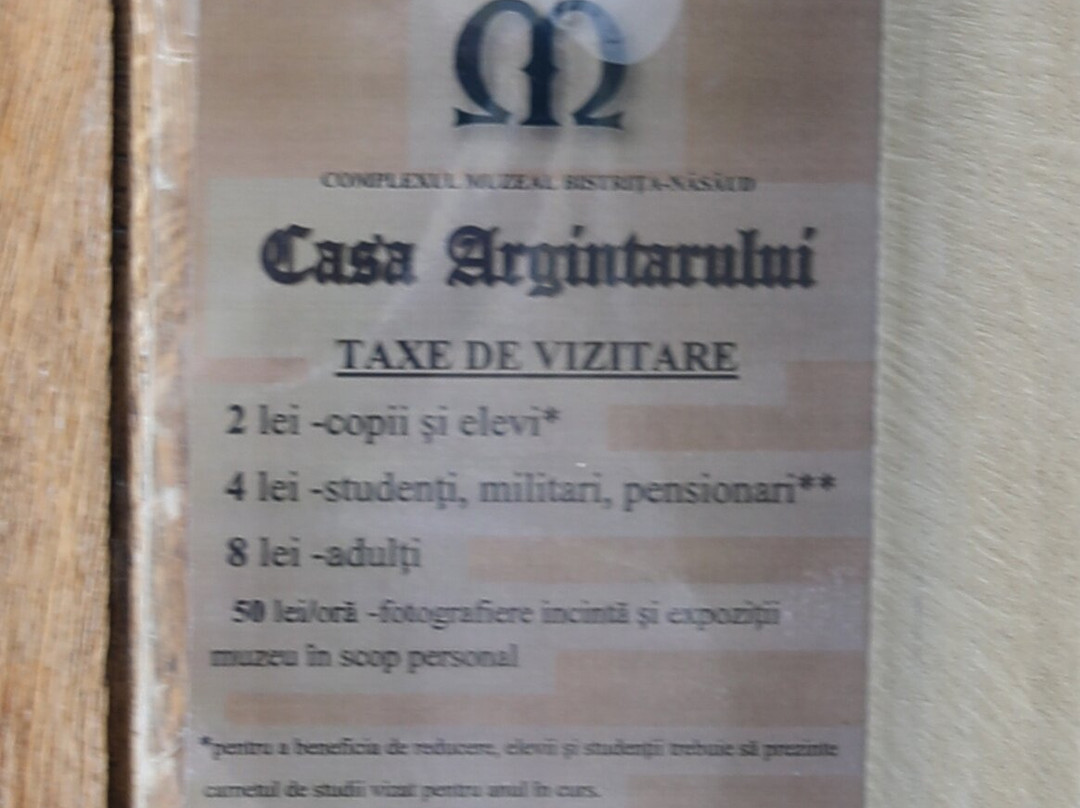 COMPLEXUL MUZEAL BISTRIȚA-NĂSĂUD
Casa Argintarului
TAXE DE VIZITARE
2 lei -copii și elevi*
4 lei -studenți, militari, pensionari**
8 lei -adulți
50 lei/oră -fotografiere incintă și expoziții
muzeu în scop personal
*pentru a beneficia de reducere, elevii și studenții trebuie să prezinte
carnetul de studii vizat pentru anul în curs.